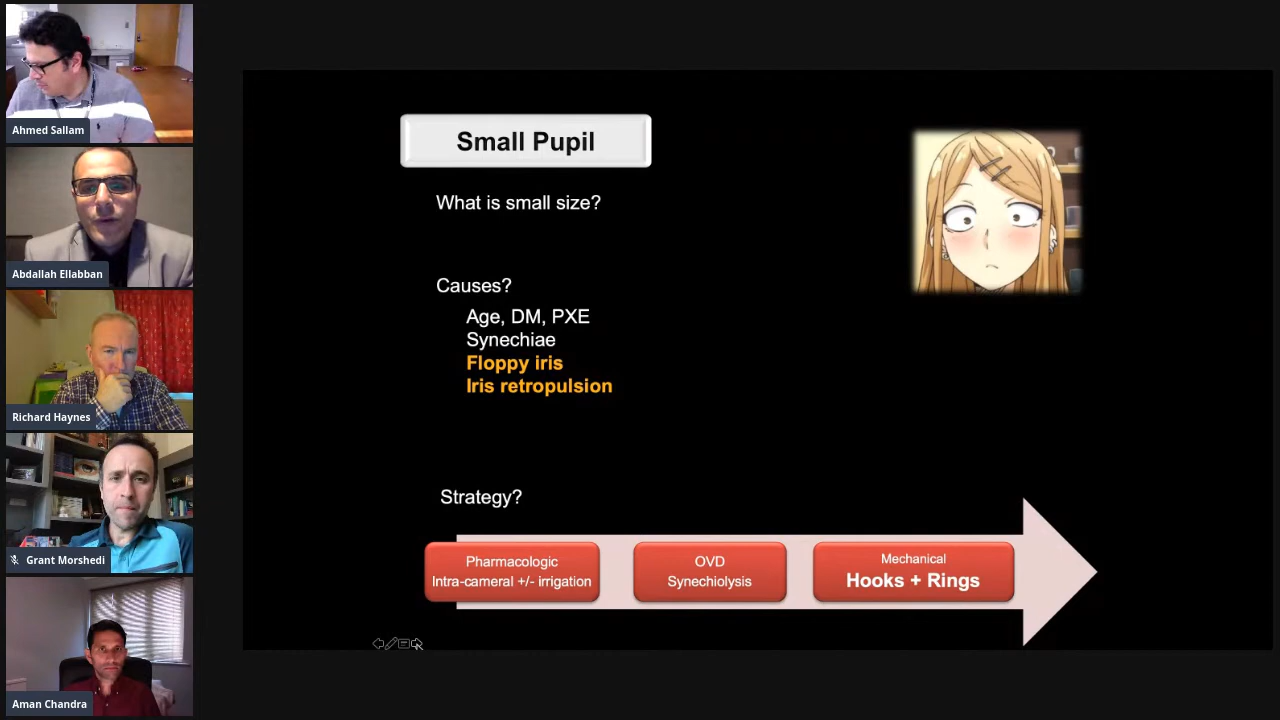 Ahmed Sallam
Abdallah Ellabban
Richard Haynes
Grant Morshedi
Aman Chandra
Small Pupil
What is small size?
Causes?
Age, DM, PXE
Synechiae
Floppy iris
Iris retropulsion
Strategy?
Pharmacologic
Intra-cameral +/- irrigation
OVD
Synechiolysis
Mechanical
Hooks + Rings